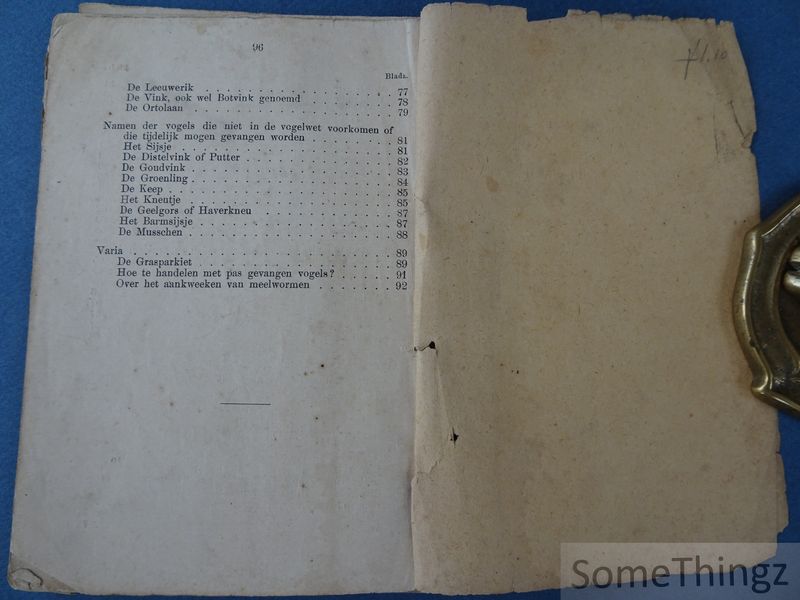 96
Bladz.
De Leeuwerik . . . . . . . . . . . . . . . . 77
De Vink, ook wel Botvink genoemd . . . . . . . 78
De Ortolaan . . . . . . . . . . . . . . . . 79
Namen der vogels die niet in de vogelwet voorkomen of
die tijdelijk mogen gevangen worden . . . . . . 81
Het Sijsje . . . . . . . . . . . . . . . . 81
De Distelvink of Putter . . . . . . . . . . . 82
De Goudvink . . . . . . . . . . . . . . . 83
De Groenling . . . . . . . . . . . . . . . 84
De Keep . . . . . . . . . . . . . . . . . 85
Het Kneutje . . . . . . . . . . . . . . . . 85
De Geelgors of Haverkneu . . . . . . . . . . 87
Het Barmsijsje . . . . . . . . . . . . . . . 87
De Musschen . . . . . . . . . . . . . . . 88
Varia . . . . . . . . . . . . . . . . . . . 89
De Grasparkiet . . . . . . . . . . . . . . . 89
Hoe te handelen met pas gevangen vogels? . . . . . 91
Over het aankweeken van meelwormen . . . . . . . 92
SomeThingz